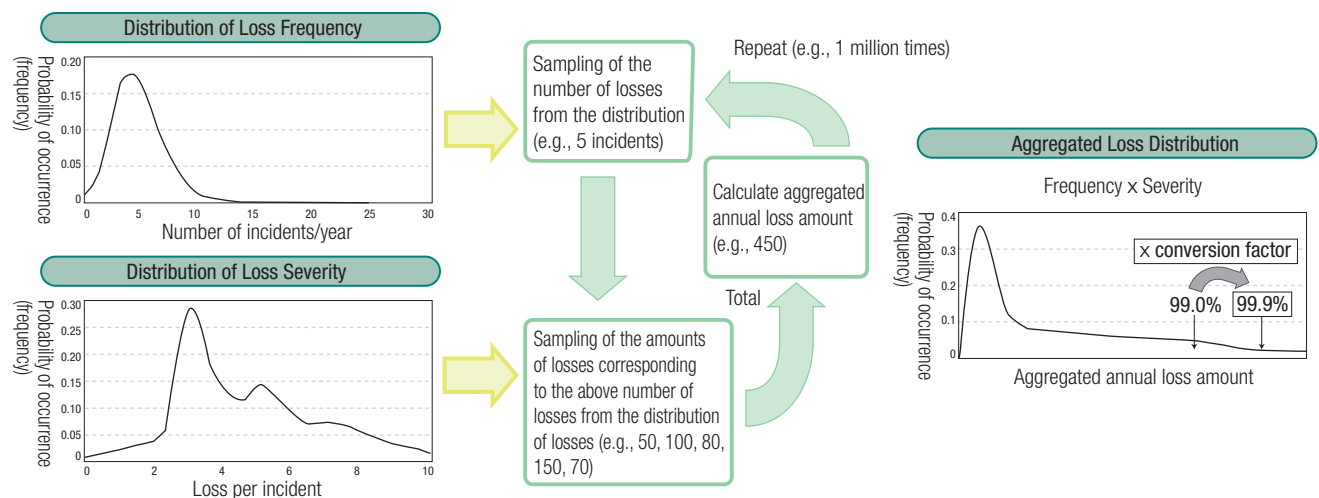 Distribution of Loss Frequency
Probability of occurrence
(frequency)
0.20
0.15
0.10
0.05
0
0 5 10 15 20 25 30
Number of incidents/year
Distribution of Loss Severity
Probability of occurrence
(frequency)
0.30
0.25
0.20
0.15
0.10
0.05
0
0 2 4 6 8 10
Loss per incident
Sampling of the
number of losses
from the distribution
(e.g., 5 incidents)
Sampling of the amounts
of losses corresponding
to the above number of
losses from the distribution
of losses (e.g., 50, 100, 80,
150, 70)
Total
Calculate aggregated
annual loss amount
(e.g., 450)
Repeat (e.g., 1 million times)
Aggregated Loss Distribution
Frequency x Severity
Probability of occurrence
(frequency)
0.4
0.3
0.2
0.1
0
x conversion factor
99.0%
99.9%
Aggregated annual loss amount